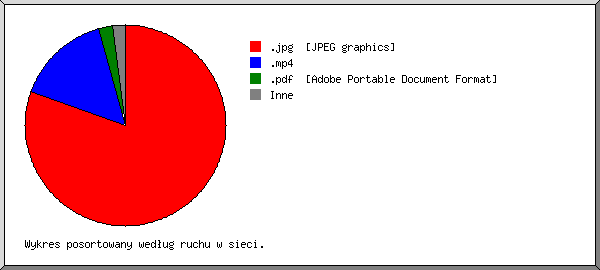 .jpg [JPEG graphics]
.mp4
.pdf [Adobe Portable Document Format]
Inne
Wykres posortowany według ruchu w sieci.